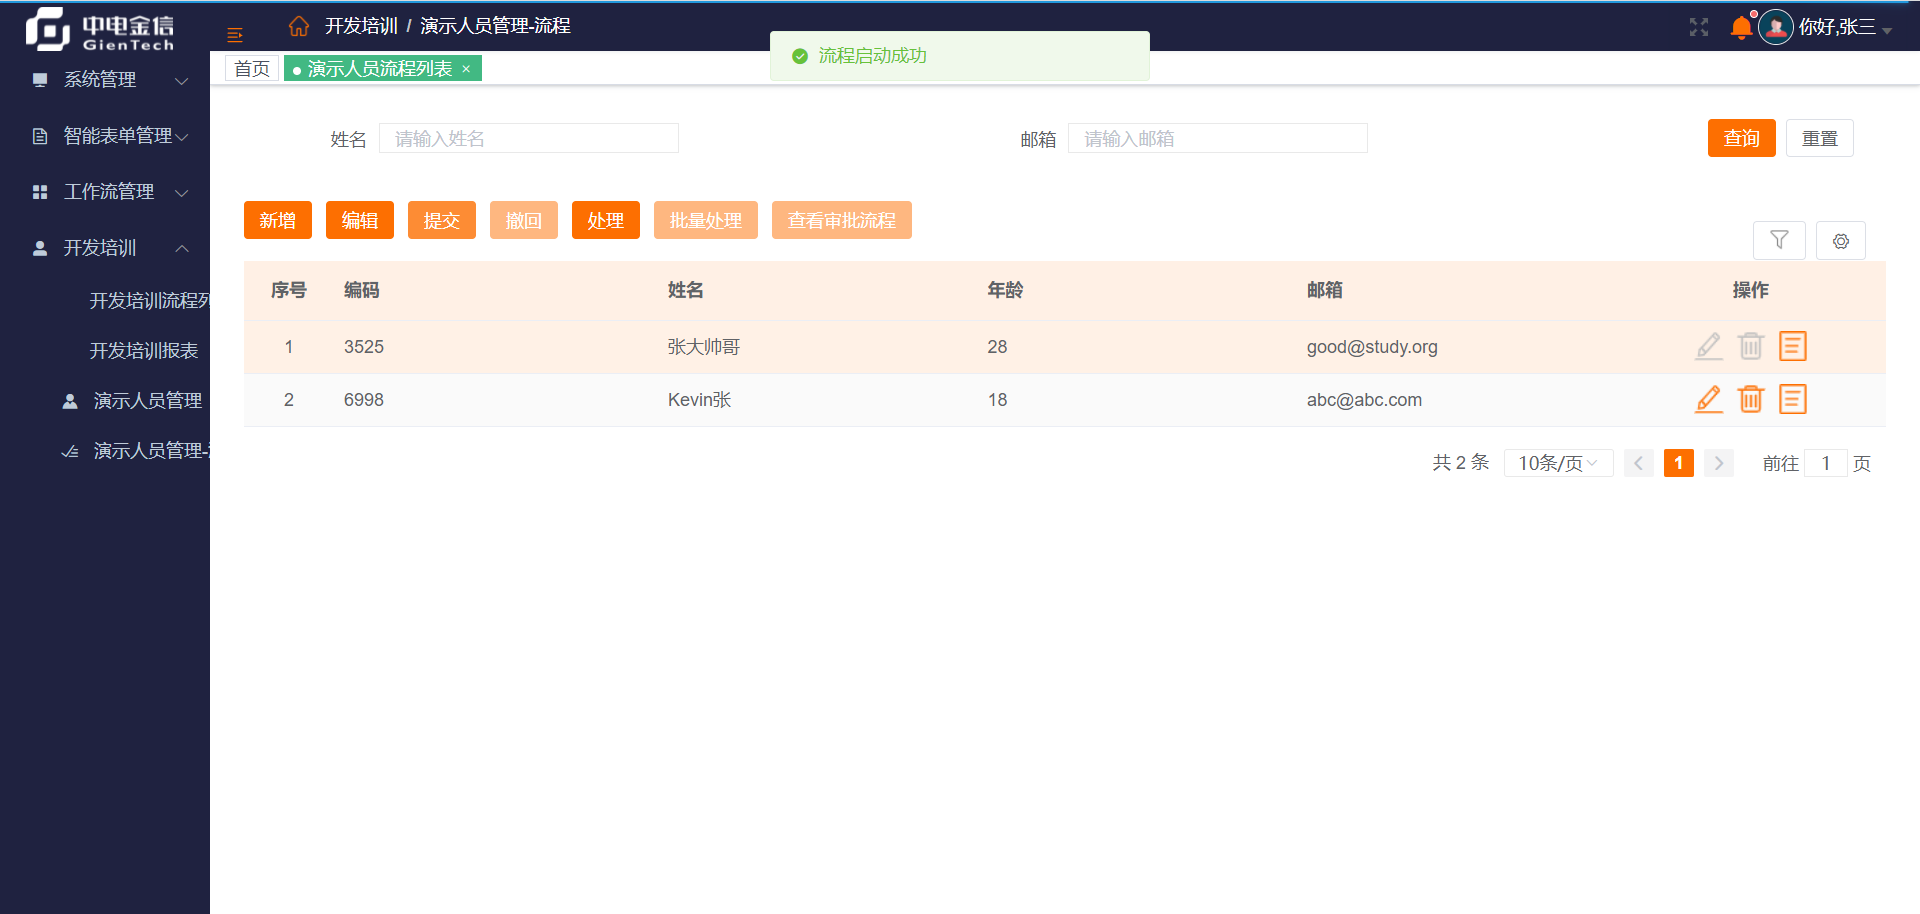 中电金信
GienTech
开发培训 / 演示人员管理-流程
你好,张三
流程启动成功
首页
演示人员流程列表 ×
系统管理
智能表单管理
工作流管理
开发培训
开发培训流程列
开发培训报表
演示人员管理
演示人员管理-
姓名 请输入姓名 邮箱 请输入邮箱 查询 重置
新增 编辑 提交 撤回 处理 批量处理 查看审批流程
序号 编码 姓名 年龄 邮箱 操作
1 3525 张大帅哥 28 good@study.org
2 6998 Kevin张 18 abc@abc.com
共 2 条 10条/页 1 前往 1 页